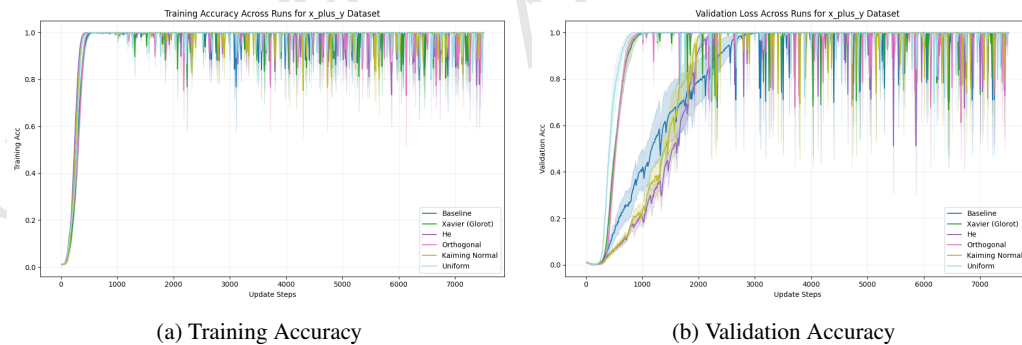 Training Accuracy Across Runs for x_plus_y Dataset
Training Acc
1.0
0.8
0.6
0.4
0.2
0.0
0 1000 2000 3000 4000 5000 6000 7000
Update Steps
Baseline
Xavier (Glorot)
He
Orthogonal
Kaiming Normal
Uniform
(a) Training Accuracy
Validation Loss Across Runs for x_plus_y Dataset
Validation Acc
1.0
0.8
0.6
0.4
0.2
0.0
0 1000 2000 3000 4000 5000 6000 7000
Update Steps
Baseline
Xavier (Glorot)
He
Orthogonal
Kaiming Normal
Uniform
(b) Validation Accuracy